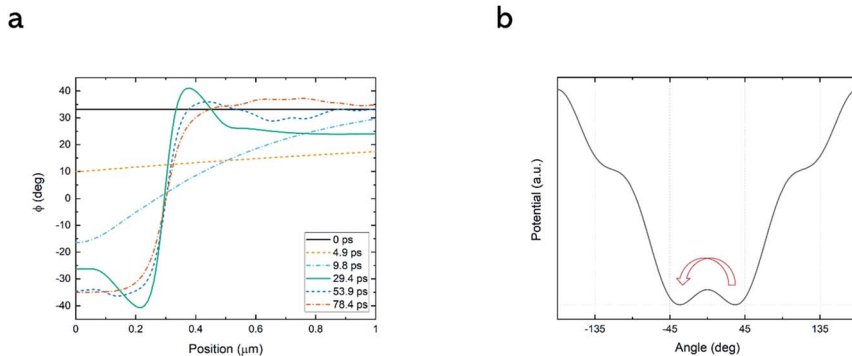 a
b
40
30
20
10
0
-10
-20
-30
-40
ϕ (deg)
0 ps
4.9 ps
9.8 ps
29.4 ps
53.9 ps
78.4 ps
0 0.2 0.4 0.6 0.8 1
Position (μm)
Potential (a.u.)
-135 -45 45 135
Angle (deg)